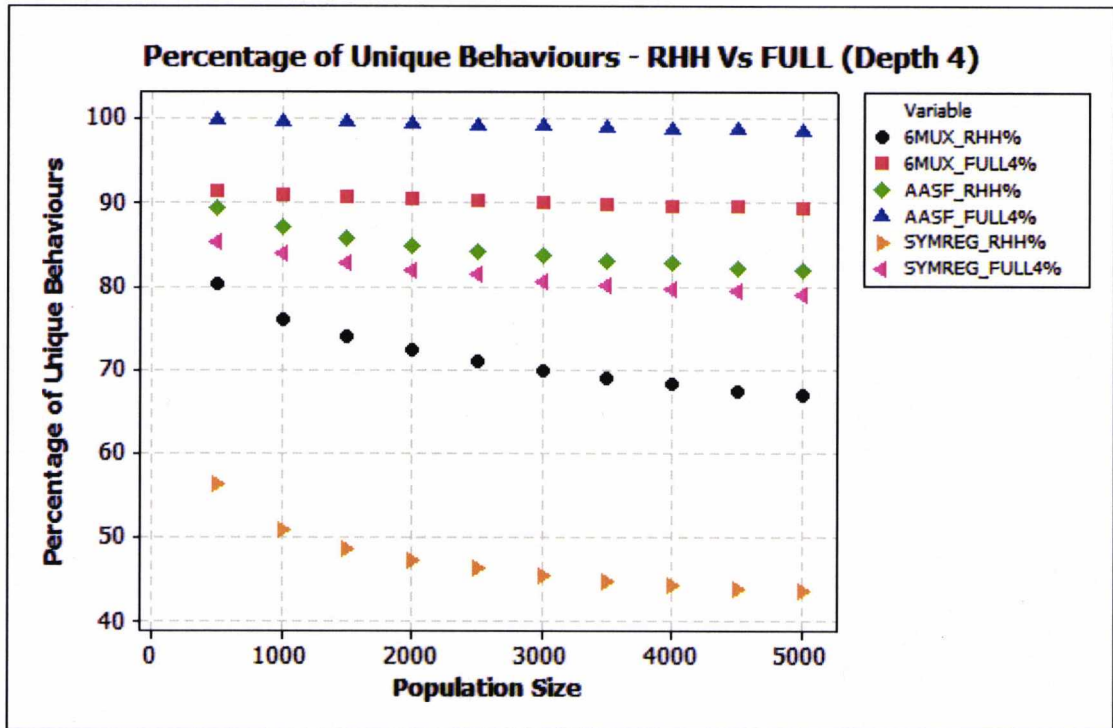 Percentage of Unique Behaviours - RHH Vs FULL (Depth 4)
Percentage of Unique Behaviours
100
90
80
70
60
50
40
0
1000
2000
3000
4000
5000
Population Size
Variable
6MUX_RHH%
6MUX_FULL4%
AASF_RHH%
AASF_FULL4%
SYMREG_RHH%
SYMREG_FULL4%